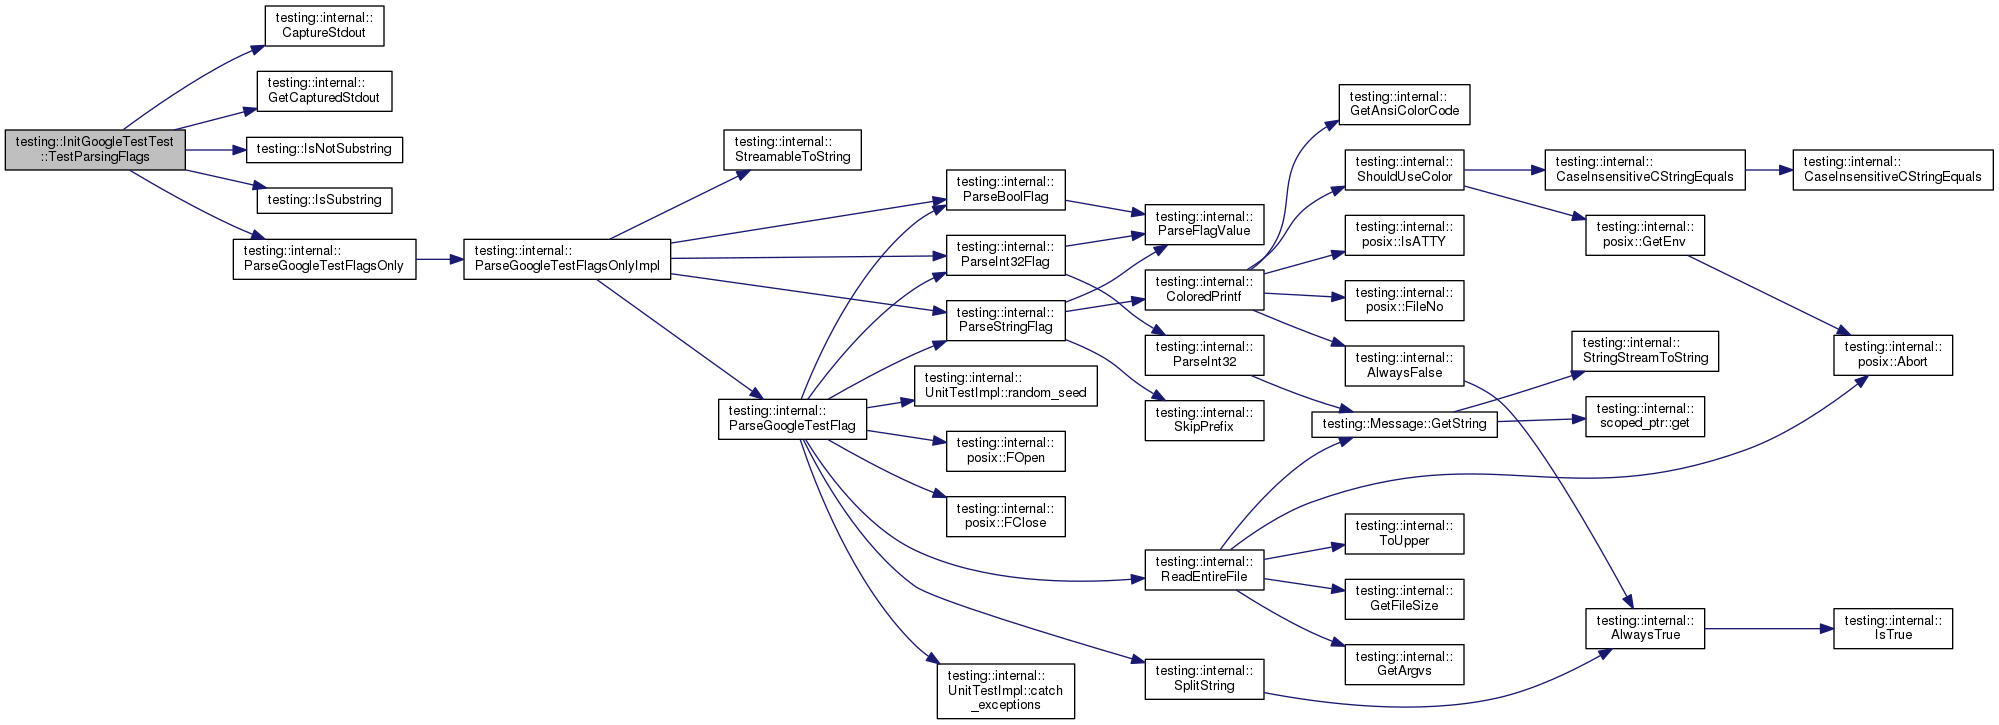 testing::internal::
CaptureStdout
testing::internal::
GetCapturedStdout
testing::InitGoogleTestTest
::TestParsingFlags
testing::IsNotSubstring
testing::IsSubstring
testing::internal::
ParseGoogleTestFlagsOnly
testing::internal::
ParseGoogleTestFlagsOnlyImpl
testing::internal::
StreamableToString
testing::internal::
ParseGoogleTestFlag
testing::internal::
ParseBoolFlag
testing::internal::
ParseInt32Flag
testing::internal::
ParseStringFlag
testing::internal::
UnitTestImpl::random_seed
testing::internal::
posix::FOpen
testing::internal::
posix::FClose
testing::internal::
UnitTestImpl::catch
_exceptions
testing::internal::
ParseFlagValue
testing::internal::
ColoredPrintf
testing::internal::
ParseInt32
testing::internal::
SkipPrefix
testing::internal::
ReadEntireFile
testing::internal::
SplitString
testing::internal::
GetAnsiColorCode
testing::internal::
ShouldUseColor
testing::internal::
posix::IsATTY
testing::internal::
posix::FileNo
testing::internal::
AlwaysFalse
testing::Message::GetString
testing::internal::
ToUpper
testing::internal::
GetFileSize
testing::internal::
GetArgvs
testing::internal::
CaseInsensitiveCStringEquals
testing::internal::
posix::GetEnv
testing::internal::
StringStreamToString
testing::internal::
scoped_ptr::get
testing::internal::
AlwaysTrue
testing::internal::
CaseInsensitiveCStringEquals
testing::internal::
posix::Abort
testing::internal::
IsTrue